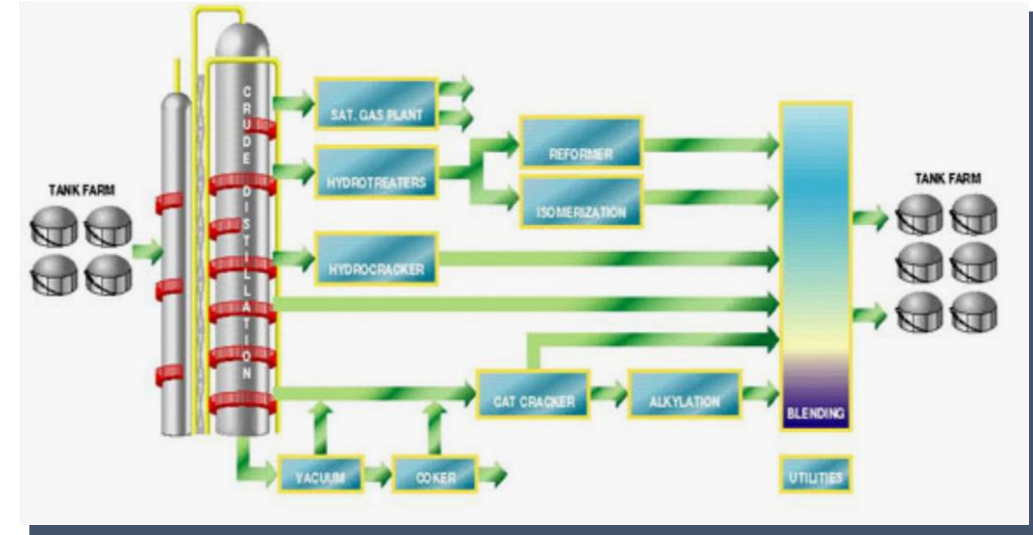 TANK FARM
CRUDE DISTILLATION
SAT. GAS PLANT
HYDROTREATERS
REFORMER
ISOMERIZATION
HYDROCRACKER
CAT CRACKER
ALKYLATION
VACUUM
COKER
BLENDING
UTILITIES
TANK FARM